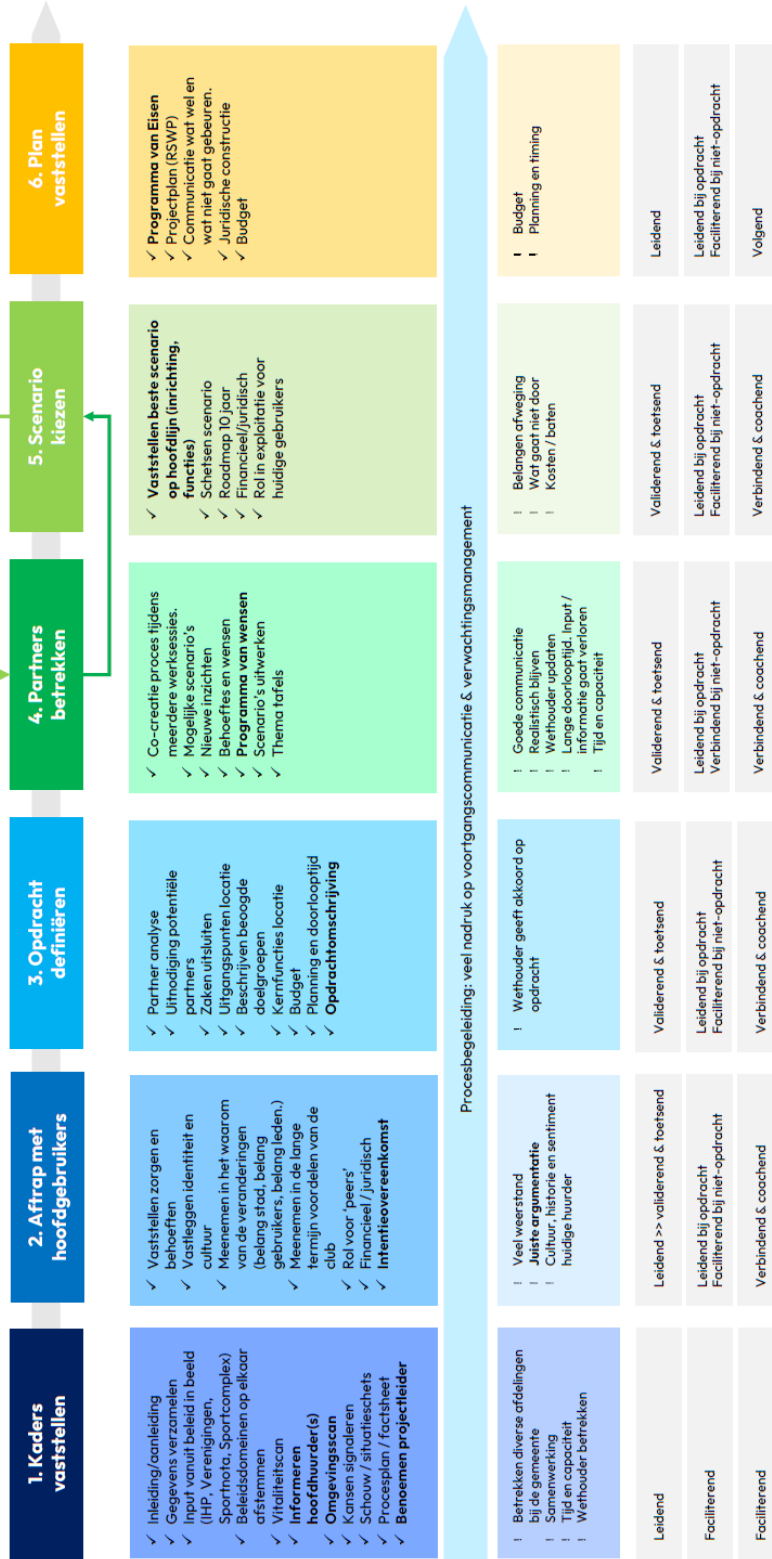 1. Kaders
vaststellen
2. Aftrap met
hoofdgebruikers
3. Opdracht
definiëren
4. Partners
betrekken
5. Scenario
kiezen
6. Plan
vaststellen
✓ Inleiding/aanleiding
✓ Gegevens verzamelen
✓ Input vanuit beleid in beeld
(IHP, Verenigingen,
Sportnota, Sportcomplex)
✓ Beleidsdomeinen op elkaar
afstemmen
✓ Vitaliteitscan
✓ Informeren
hoofdhuurder(s)
✓ Omgevingsscan
✓ Kansen signaleren
✓ Schouw / situatieschets
✓ Procesplan / factsheet
✓ Benoemen projectleider
✓ Vaststellen zorgen en
behoeften
✓ Vastleggen identiteit en
cultuur
✓ Meenemen in het waarom
van de veranderingen
(belang stad, belang
gebruikers, belang leden.)
✓ Meenemen in de lange
termijn voordelen van de
club
✓ Rol voor 'peers'
✓ Financieel / juridisch
✓ Intentieovereenkomst
✓ Partner analyse
✓ Uitnodiging potentiële
partners
✓ Zaken uitsluiten
✓ Uitgangspunten locatie
✓ Beschrijven beoogde
doelgroepen
✓ Kernfuncties locatie
✓ Budget
✓ Planning en doorlooptijd
✓ Opdrachtomschrijving
✓ Co-creatie proces tijdens
meerdere werksessies.
✓ Mogelijke scenario's
✓ Nieuwe inzichten
✓ Behoeftes en wensen
✓ Programma van wensen
✓ Scenario's uitwerken
✓ Thema tafels
✓ Vaststellen beste scenario
op hoofdlijn (inrichting,
functies)
✓ Schetsen scenario
✓ Roadmap 10 jaar
✓ Financieel/juridisch
✓ Rol in exploitatie voor
huidige gebruikers
✓ Programma van Eisen
✓ Projectplan (RSWP)
✓ Communicatie wat wel en
wat niet gaat gebeuren.
✓ Juridische constructie
✓ Budget
Procesbegeleiding: veel nadruk op voortgangscommunicatie & verwachtingsmanagement
! Betrekken diverse afdelingen
bij de gemeente
! Samenwerking
! Tijd en capaciteit
! Wethouder betrekken
! Veel weerstand
! Juiste argumentatie
! Cultuur, historie en sentiment
huidige huurder
! Wethouder geeft akkoord op
opdracht
! Goede communicatie
! Realistisch blijven
! Wethouder updaten
! Lange doorlooptijd. Input /
informatie gaat verloren
! Tijd en capaciteit
! Belangen afweging
! Wat gaat niet door
! Kosten / baten
! Budget
! Planning en timing
Leidend
Leidend >> validerend & toetsend
Validerend & toetsend
Validerend & toetsend
Validerend & toetsend
Leidend
Faciliterend
Leidend bij opdracht
Faciliterend bij niet-opdracht
Leidend bij opdracht
Faciliterend bij niet-opdracht
Leidend bij opdracht
Verbindend bij niet-opdracht
Leidend bij opdracht
Faciliterend bij niet-opdracht
Leidend bij opdracht
Faciliterend bij niet-opdracht
Faciliterend
Verbindend & coachend
Verbindend & coachend
Verbindend & coachend
Verbindend & coachend
Volgend